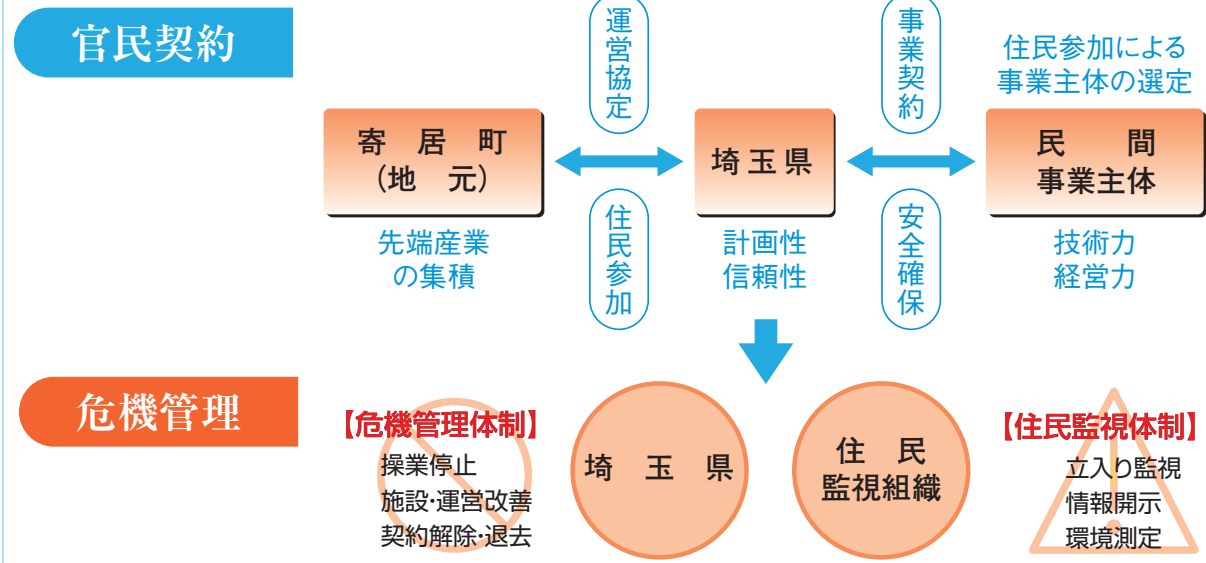 官民契約
運営協定
事業契約
住民参加による
事業主体の選定
寄居町
(地元)
埼玉県
民間
事業主体
先端産業
の集積
住民参加
計画性
信頼性
安全確保
技術力
経営力
危機管理
【危機管理体制】
操業停止
施設・運営改善
契約解除・退去
埼玉県
住民
監視組織
【住民監視体制】
立入り監視
情報開示
環境測定